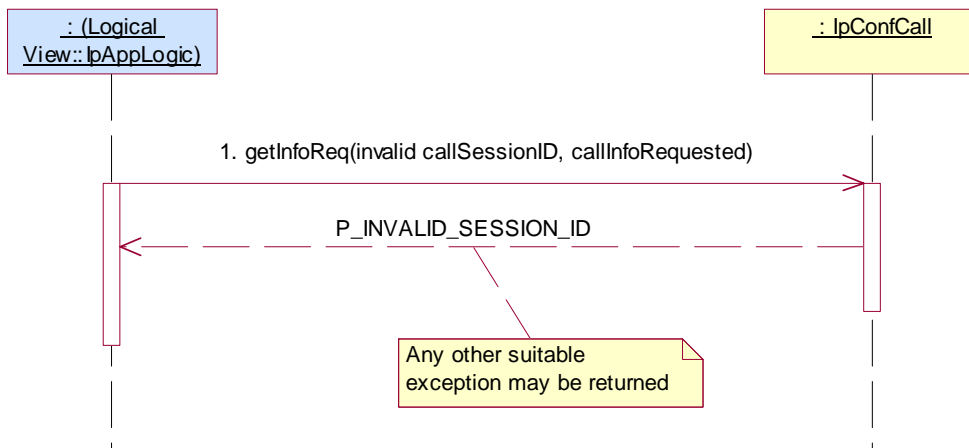 : (Logical
View::IpAppLogic)
: IpConfCall
1. getInfoReq(invalid callSessionID, callInfoRequested)
P_INVALID_SESSION_ID
Any other suitable
exception may be returned